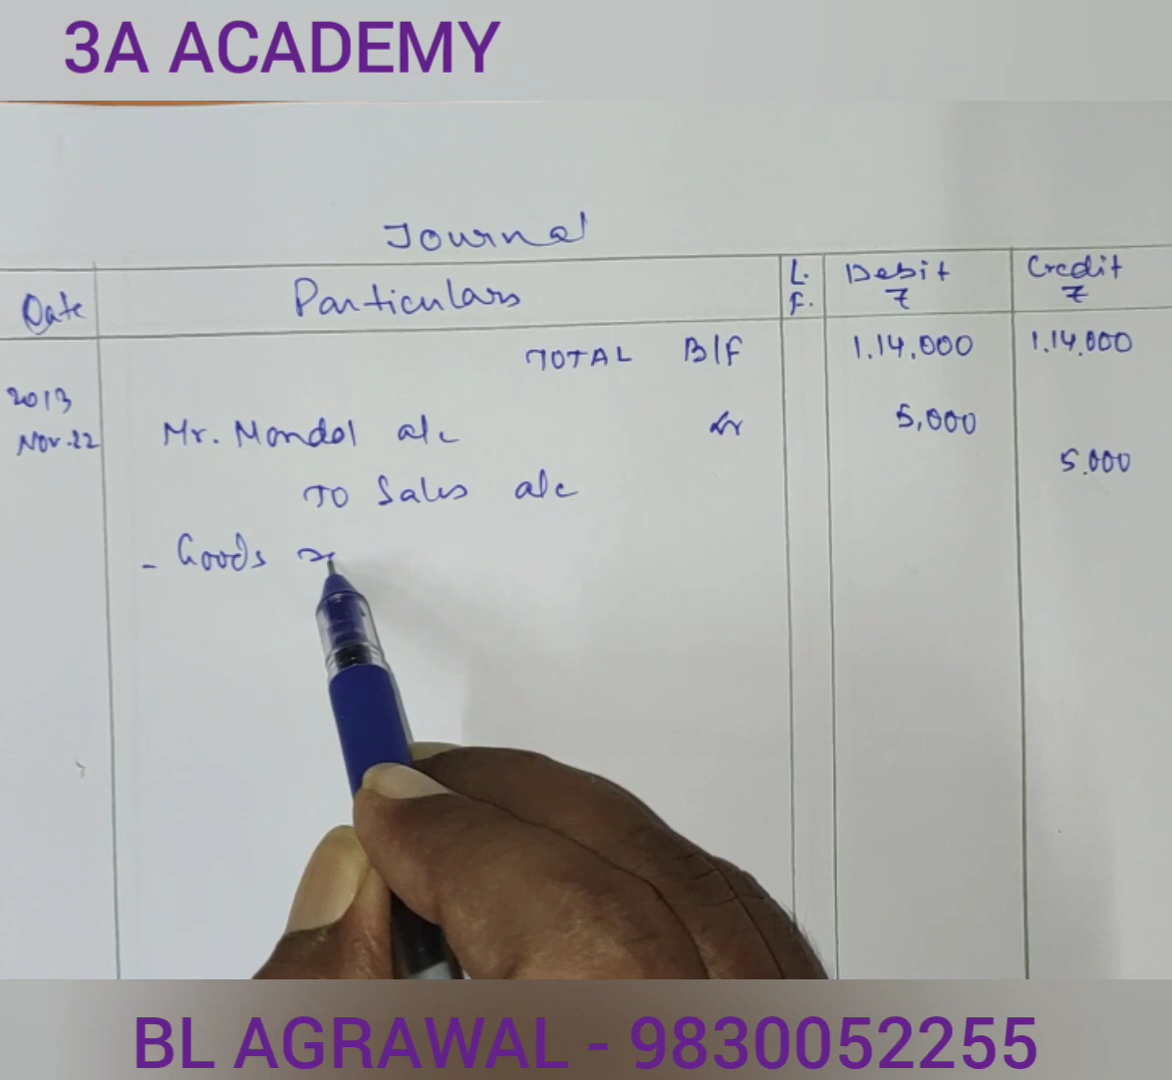 3A ACADEMY
Journal
Date Particulars L.F. Debit ₹ Credit ₹
TOTAL B/F 1,14,000 1,14,000
2013
Nov.22 Mr. Mondal a/c Dr 5,000
To Sales a/c 5,000
- Goods
BL AGRAWAL - 9830052255